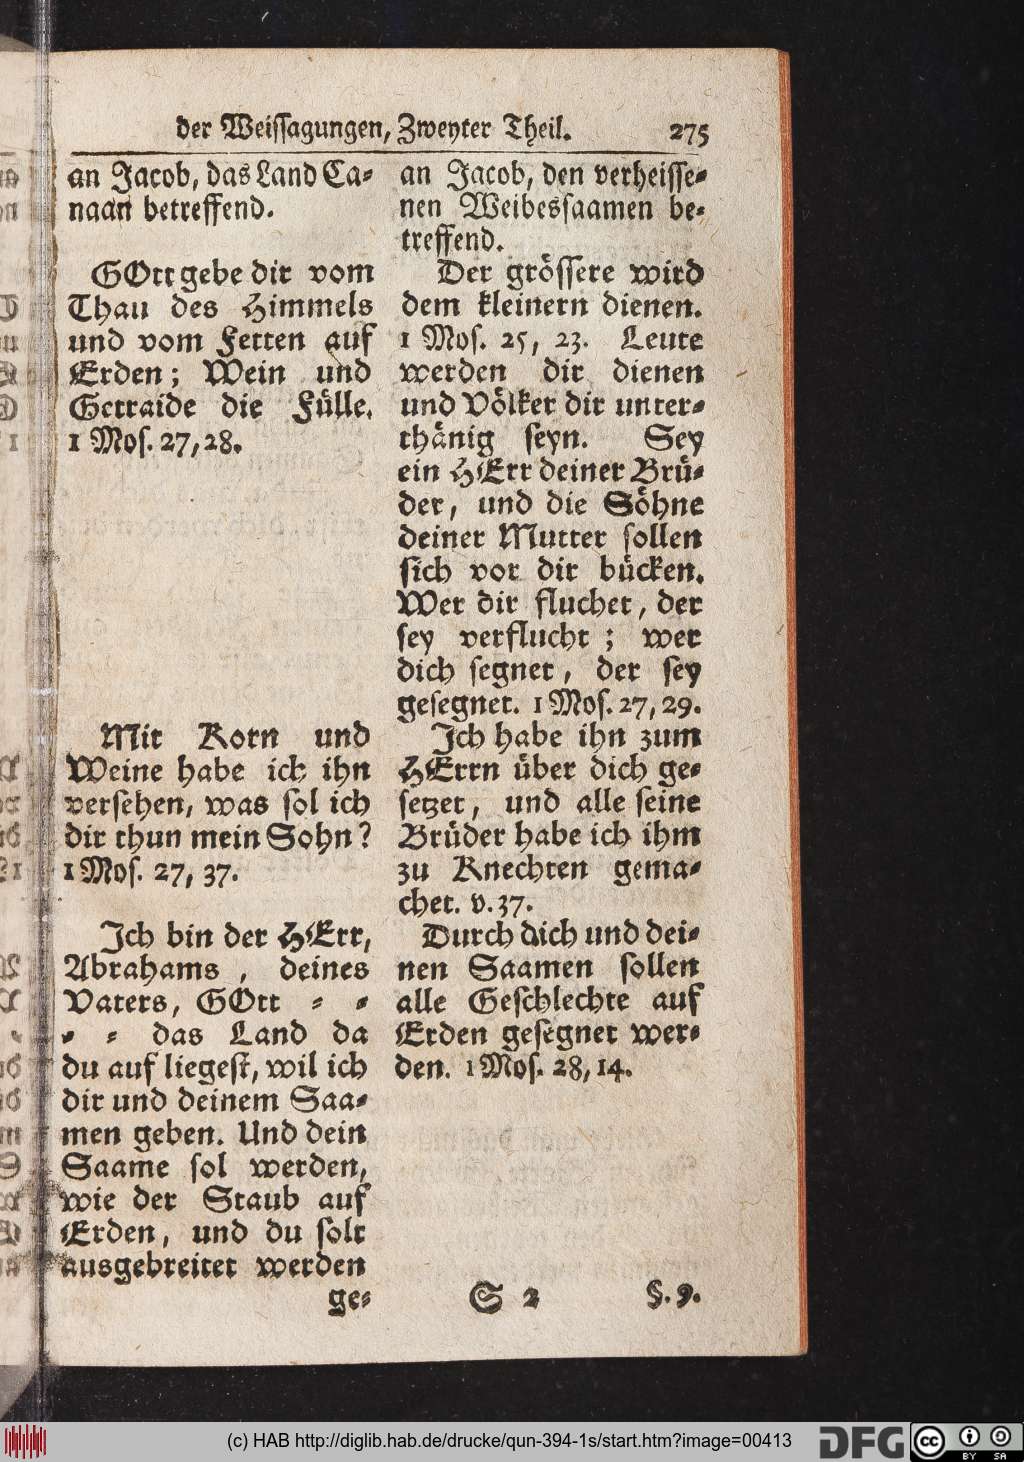 der Weissagungen, Zweyter Theil. 275
an Jacob, das Land Ca-
naan betreffend.
GOtt gebe dir vom
Thau des Himmels
und vom Fetten auf
Erden; Wein und
Getraide die Fülle.
1 Mos. 27, 28.
Mit Korn und
Weine habe ich ihn
versehen, was sol ich
dir thun mein Sohn?
1 Mos. 27, 37.
Ich bin der HErr,
Abrahams, deines
Vaters, GOtt - -
- - das Land da
du auf liegest, wil ich
dir und deinem Saa-
men geben. Und dein
Saame sol werden,
wie der Staub auf
Erden, und du solt
ausgebreitet werden
ge-
an Jacob, den verheisse-
nen Weibessaamen be-
treffend.
Der grössere wird
dem kleinern dienen.
1 Mos. 25, 23. Leute
werden dir dienen
und Völker dir unter-
thänig seyn. Sey
ein HErr deiner Brü-
der, und die Söhne
deiner Mutter sollen
sich vor dir bücken.
Wer dir fluchet, der
sey verflucht; wer
dich segnet, der sey
gesegnet. 1 Mos. 27, 29.
Ich habe ihn zum
HErrn über dich ge-
setzet, und alle seine
Brüder habe ich ihm
zu Knechten gema-
chet. v. 37.
Durch dich und dei-
nen Saamen sollen
alle Geschlechte auf
Erden gesegnet wer-
den. 1 Mos. 28, 14.
S 2 §. 9.
(c) HAB http://diglib.hab.de/drucke/qun-394-1s/start.htm?image=00413
DFG
cc BY SA